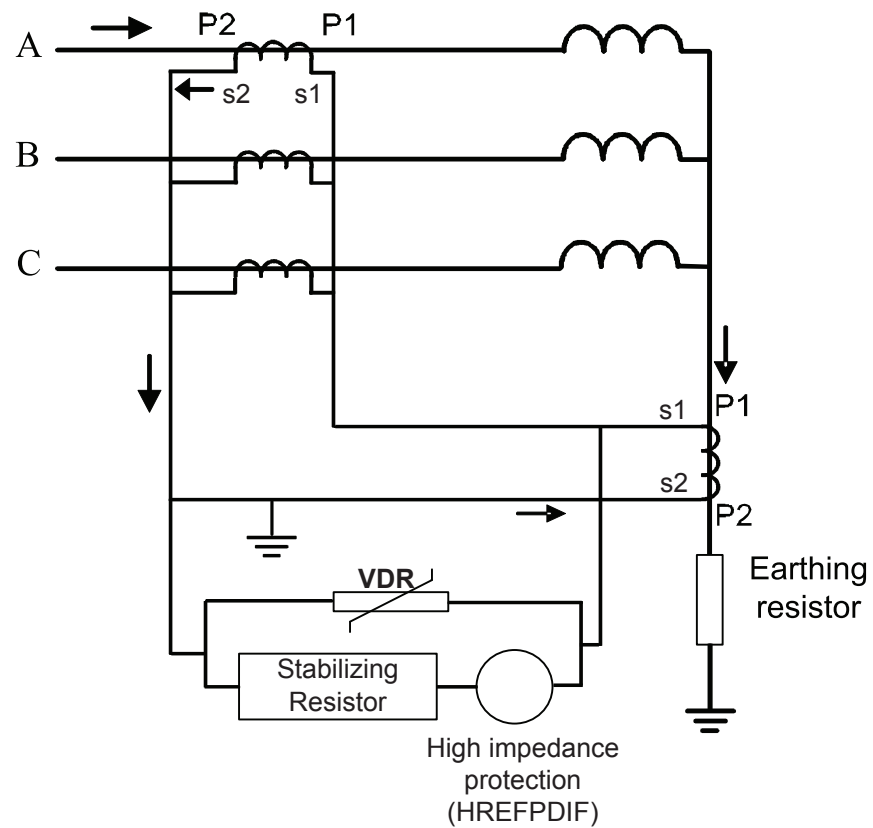 A
P2
P1
s2
s1
B
C
s1
P1
s2
P2
VDR
Stabilizing
Resistor
Earthing
resistor
High impedance
protection
(HREFPDIF)